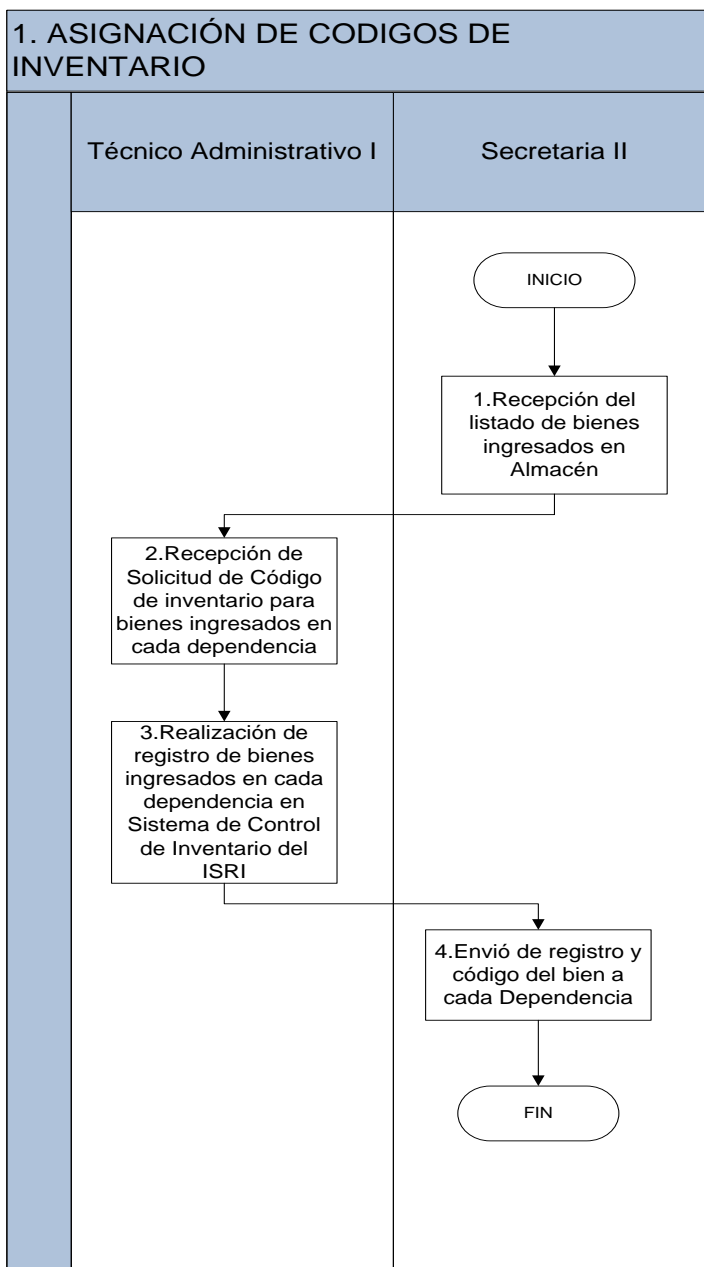 1. ASIGNACIÓN DE CODIGOS DE
INVENTARIO
Técnico Administrativo I
Secretaria II
INICIO
1.Recepción del
listado de bienes
ingresados en
Almacén
2.Recepción de
Solicitud de Código
de inventario para
bienes ingresados en
cada dependencia
3.Realización de
registro de bienes
ingresados en cada
dependencia en
Sistema de Control
de Inventario del
ISRI
4.Envió de registro y
código del bien a
cada Dependencia
FIN